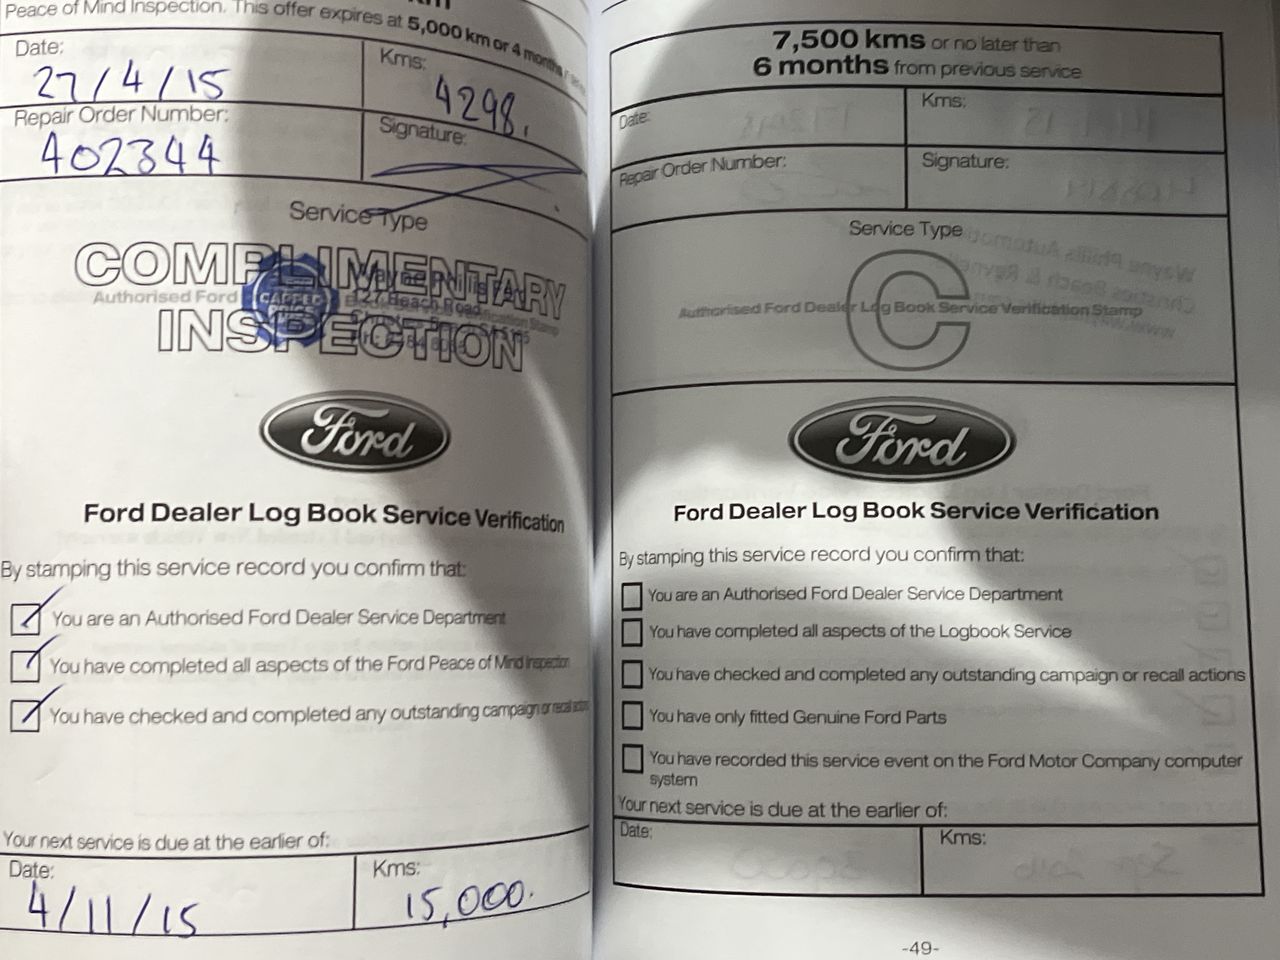 Peace of Mind Inspection. This offer expires at 5,000 km or 4 months
Date:
27/4/15
Kms:
4298.
Repair Order Number:
402344
Signature:
Service Type
COMPLIMENTARY
Authorised Ford
INSPECTION
Ford
Ford Dealer Log Book Service Verification
By stamping this service record you confirm that:
You are an Authorised Ford Dealer Service Department
You have completed all aspects of the Ford Peace of Mind Inspection
You have checked and completed any outstanding campaign or recall actions
Your next service is due at the earlier of:
Date:
4/11/15
Kms:
15,000.
7,500 kms or no later than
6 months from previous service
Date:
Kms:
Repair Order Number:
Signature:
Service Type
C
Authorised Ford Dealer Log Book Service Verification Stamp
Ford
Ford Dealer Log Book Service Verification
By stamping this service record you confirm that:
You are an Authorised Ford Dealer Service Department
You have completed all aspects of the Logbook Service
You have checked and completed any outstanding campaign or recall actions
You have only fitted Genuine Ford Parts
You have recorded this service event on the Ford Motor Company computer
system
Your next service is due at the earlier of:
Date:
Kms:
-49-